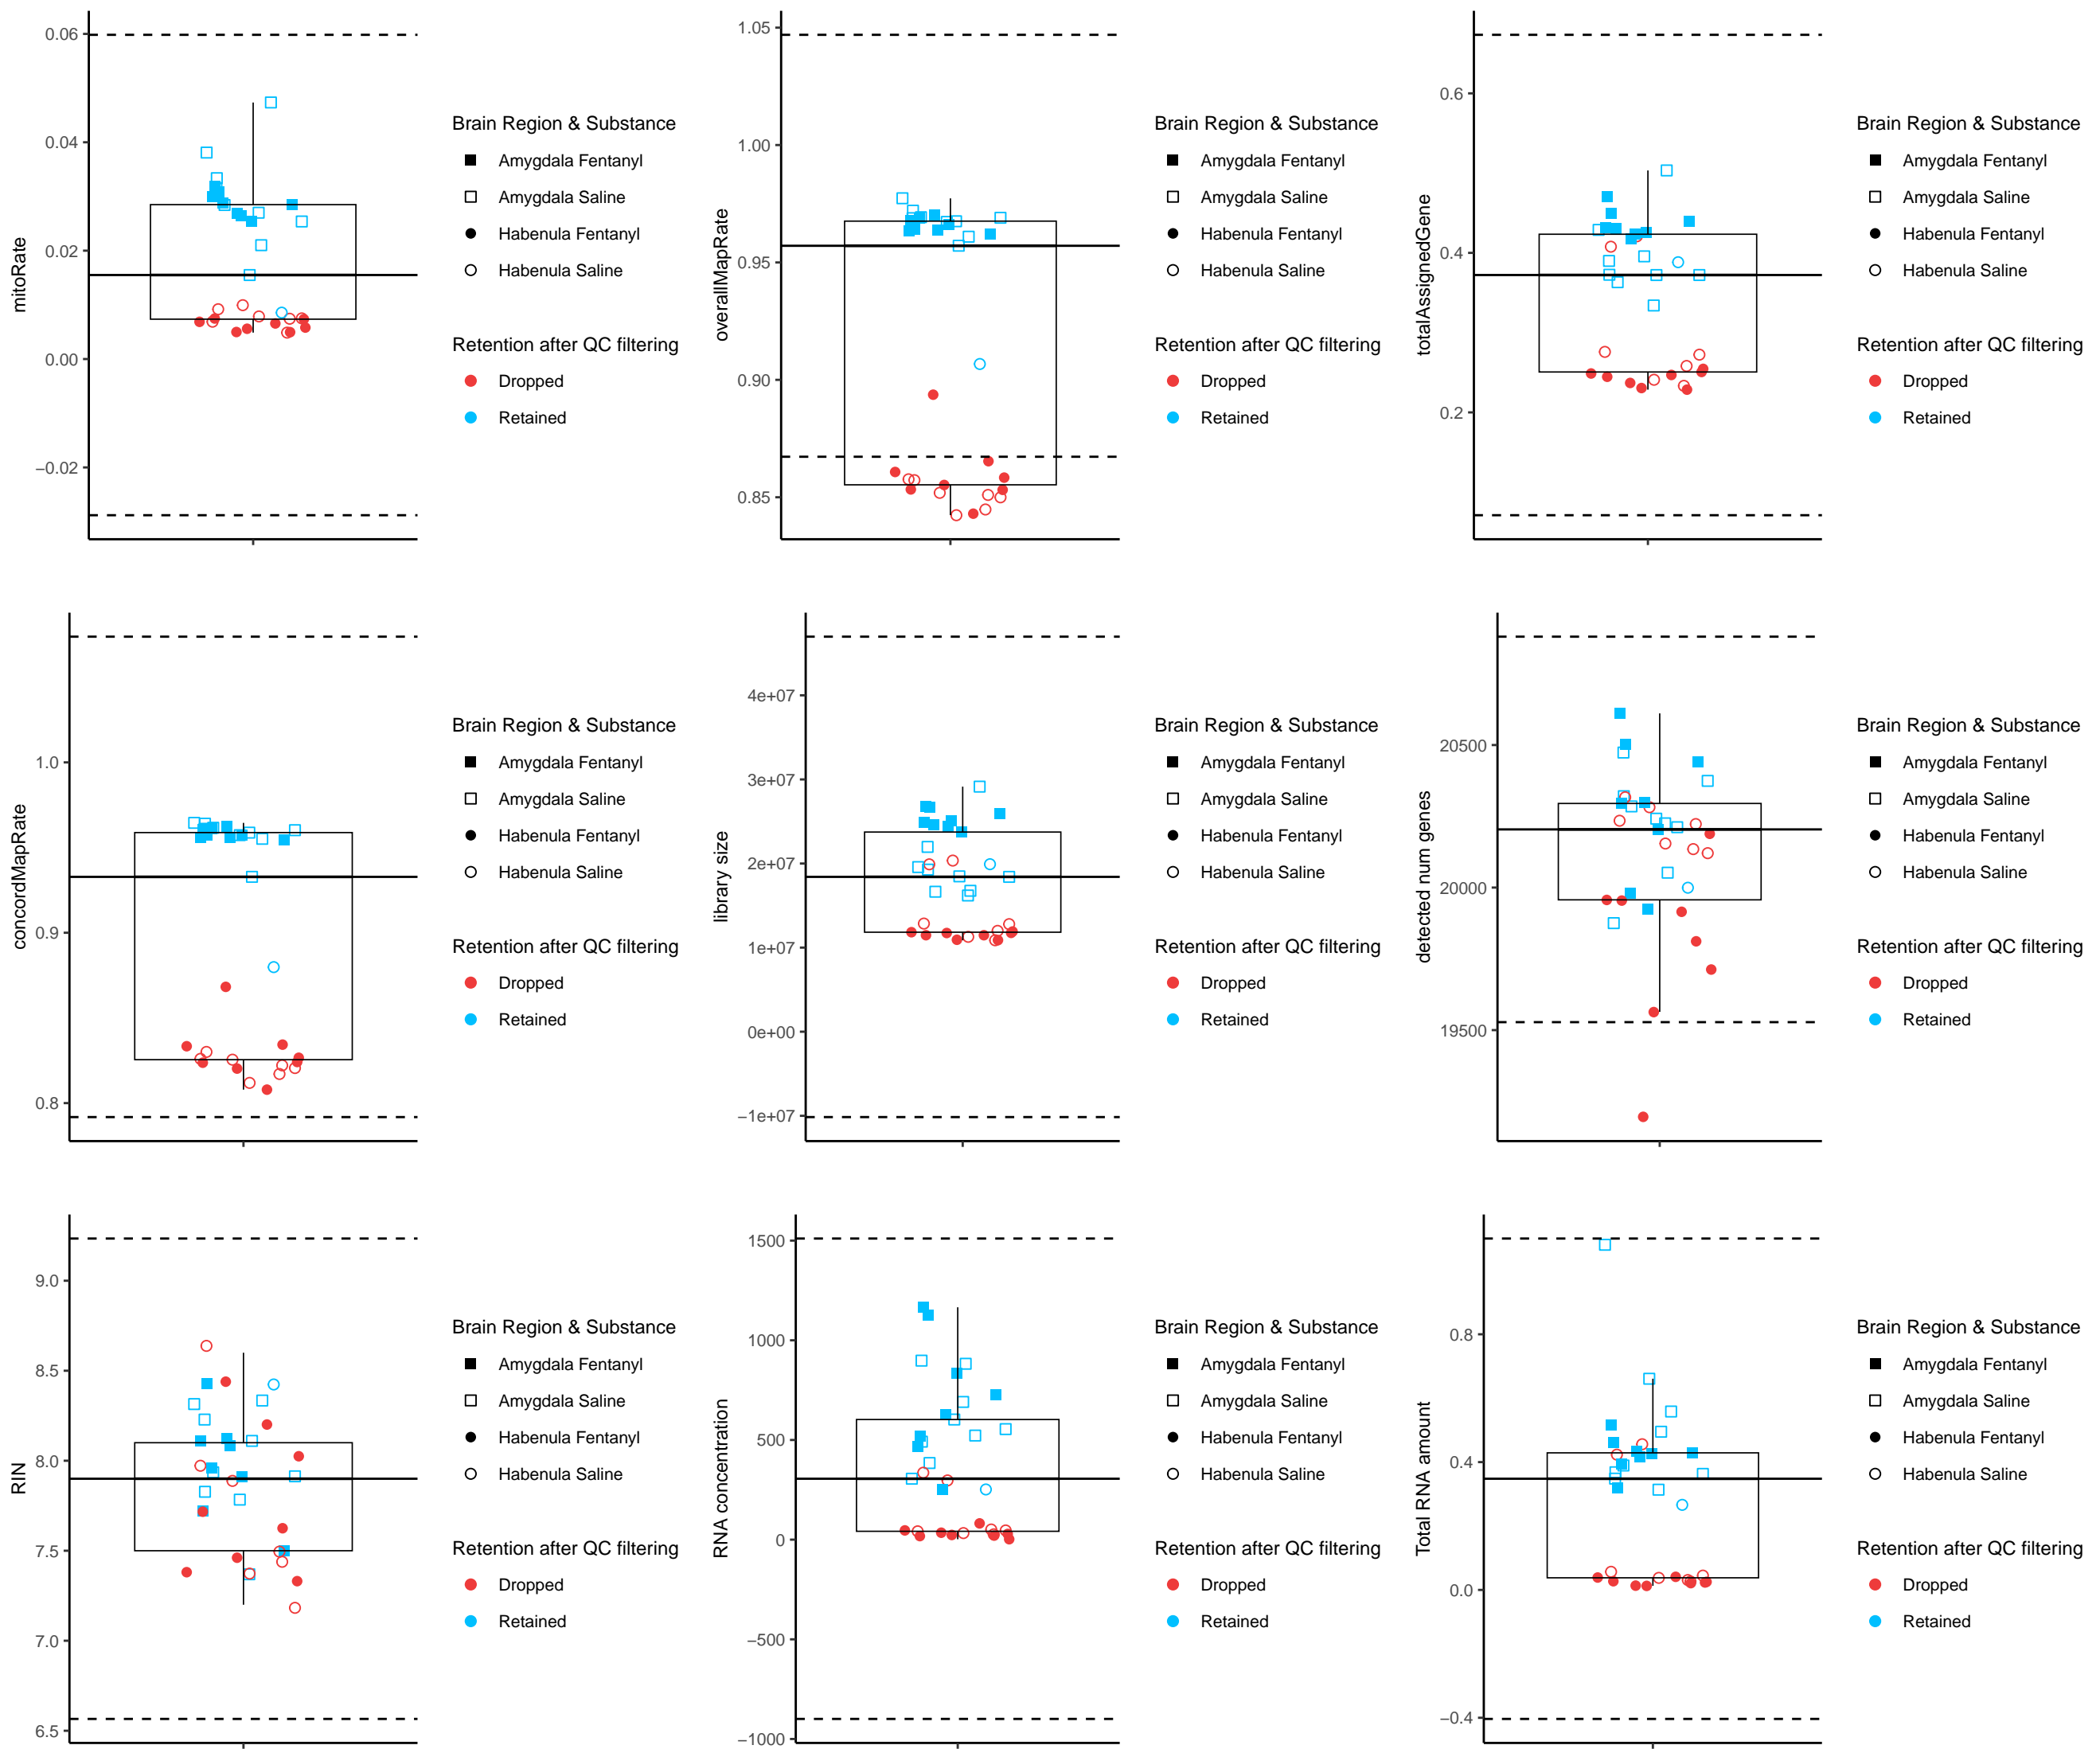 mitoRate
0.06
0.04
0.02
0.00
−0.02
Brain Region & Substance
Amygdala Fentanyl
Amygdala Saline
Habenula Fentanyl
Habenula Saline
Retention after QC filtering
Dropped
Retained
overallMapRate
1.05
1.00
0.95
0.90
0.85
Brain Region & Substance
Amygdala Fentanyl
Amygdala Saline
Habenula Fentanyl
Habenula Saline
Retention after QC filtering
Dropped
Retained
totalAssignedGene
0.6
0.4
0.2
Brain Region & Substance
Amygdala Fentanyl
Amygdala Saline
Habenula Fentanyl
Habenula Saline
Retention after QC filtering
Dropped
Retained
concordMapRate
1.0
0.9
0.8
Brain Region & Substance
Amygdala Fentanyl
Amygdala Saline
Habenula Fentanyl
Habenula Saline
Retention after QC filtering
Dropped
Retained
library size
4e+07
3e+07
2e+07
1e+07
0e+00
−1e+07
Brain Region & Substance
Amygdala Fentanyl
Amygdala Saline
Habenula Fentanyl
Habenula Saline
Retention after QC filtering
Dropped
Retained
detected num genes
20500
20000
19500
Brain Region & Substance
Amygdala Fentanyl
Amygdala Saline
Habenula Fentanyl
Habenula Saline
Retention after QC filtering
Dropped
Retained
RIN
9.0
8.5
8.0
7.5
7.0
6.5
Brain Region & Substance
Amygdala Fentanyl
Amygdala Saline
Habenula Fentanyl
Habenula Saline
Retention after QC filtering
Dropped
Retained
RNA concentration
1500
1000
500
0
−500
−1000
Brain Region & Substance
Amygdala Fentanyl
Amygdala Saline
Habenula Fentanyl
Habenula Saline
Retention after QC filtering
Dropped
Retained
Total RNA amount
0.8
0.4
0.0
−0.4
Brain Region & Substance
Amygdala Fentanyl
Amygdala Saline
Habenula Fentanyl
Habenula Saline
Retention after QC filtering
Dropped
Retained